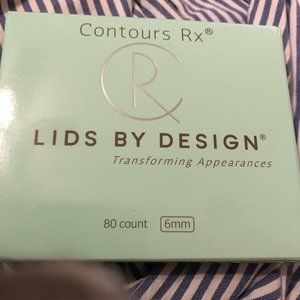 Contours Rx®
CR
LIDS BY DESIGN®
Transforming Appearances
80 count 6mm